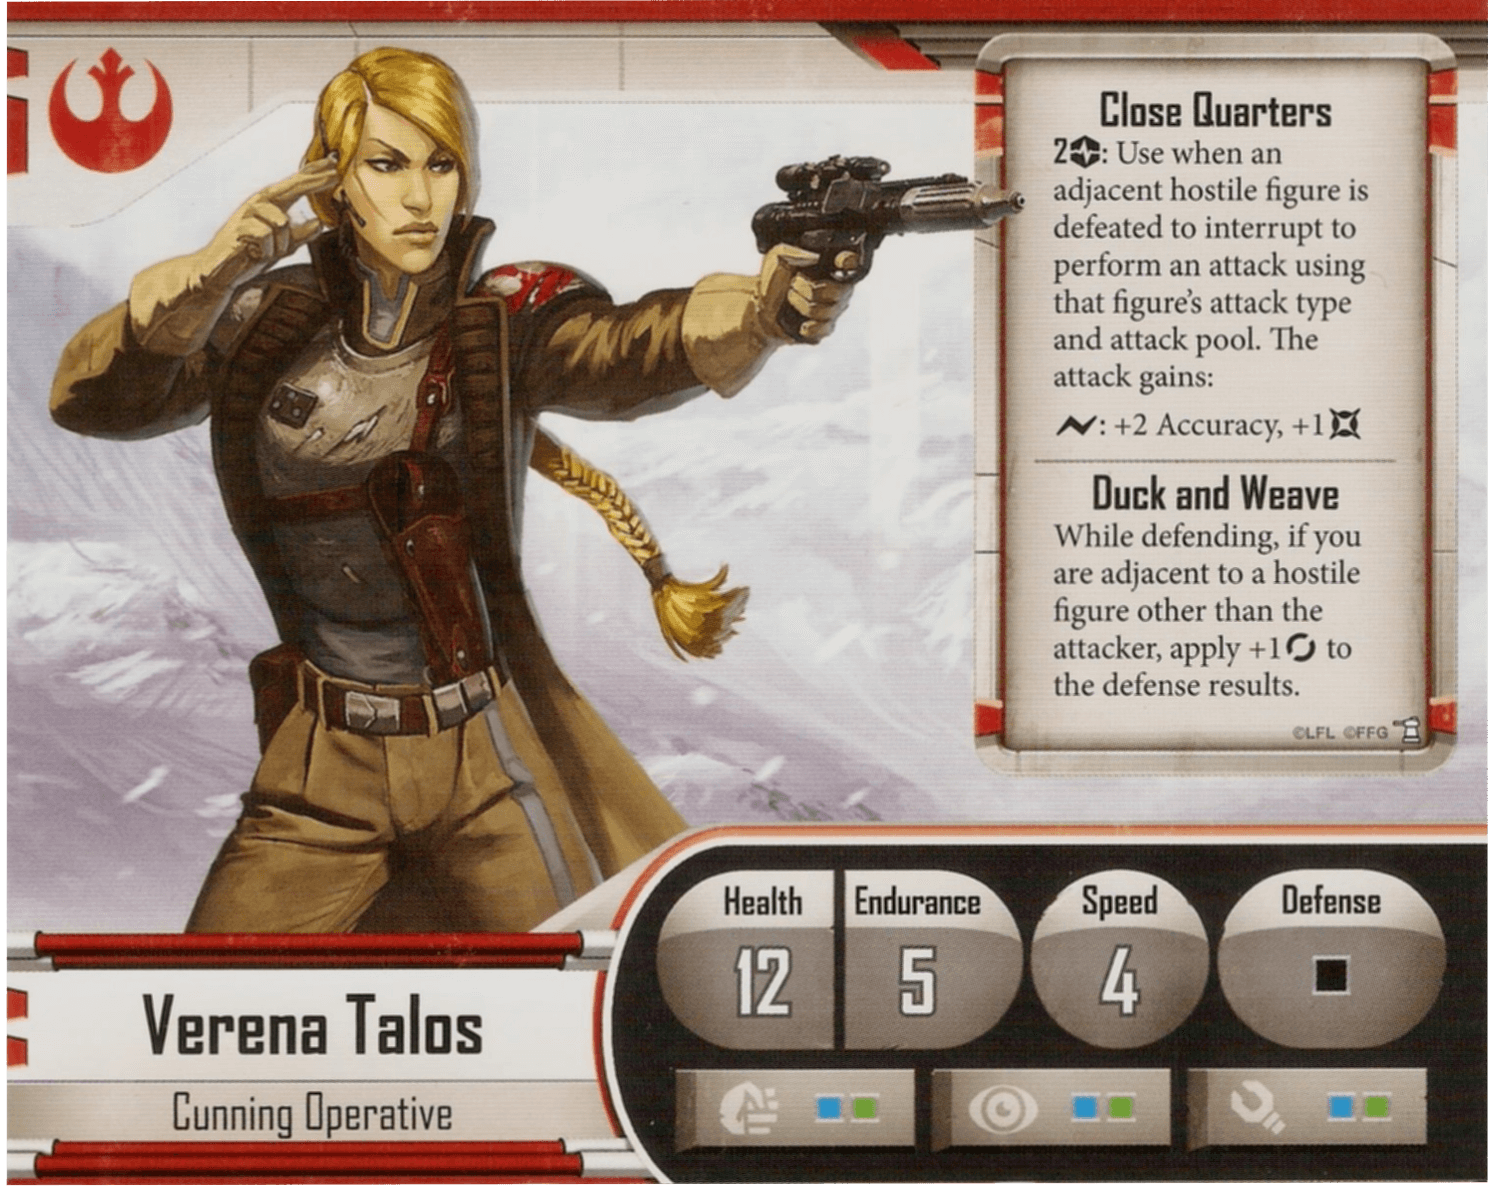 Close Quarters
2: Use when an
adjacent hostile figure is
defeated to interrupt to
perform an attack using
that figure's attack type
and attack pool. The
attack gains:
: +2 Accuracy, +1
Duck and Weave
While defending, if you
are adjacent to a hostile
figure other than the
attacker, apply +1 to
the defense results.
©LFL ©FFG
Health Endurance Speed Defense
12 5 4
Verena Talos
Cunning Operative